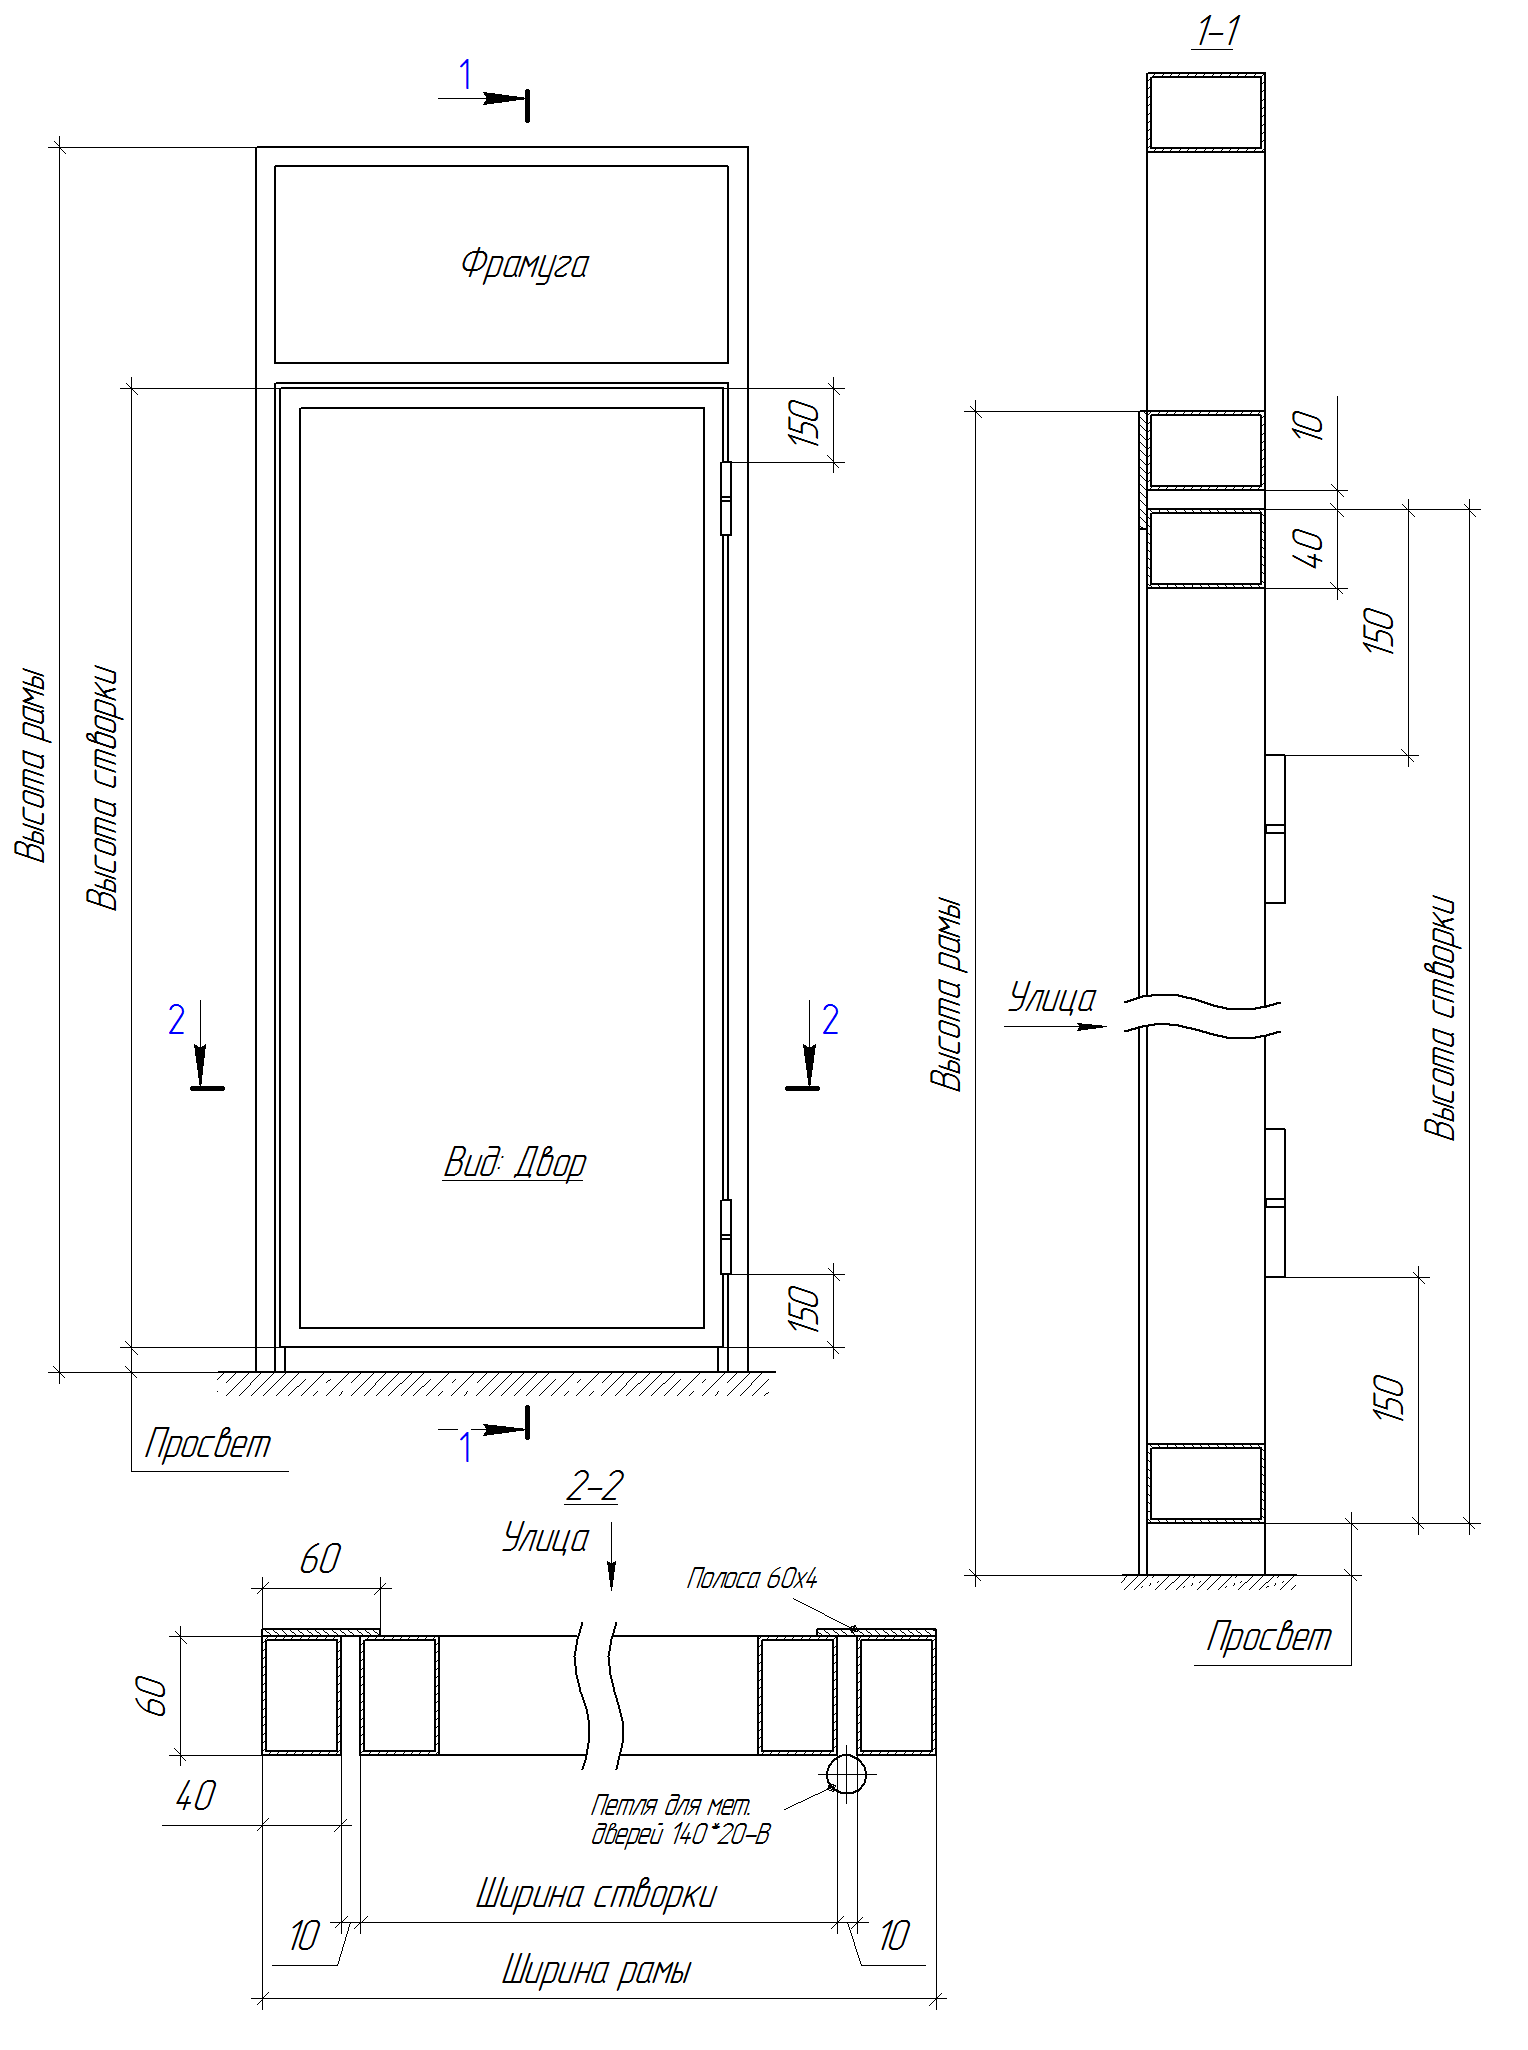 1-1
1
Фрамуга
150
10
40
150
Высота рамы
Высота створки
Высота рамы
Улица
Высота створки
2
2
Вид: Двор
150
150
Просвет
1
2-2
Улица
60
Полоса 60х4
Просвет
60
40
Петля для мет.
дверей 140*20-В
Ширина створки
10
10
Ширина рамы